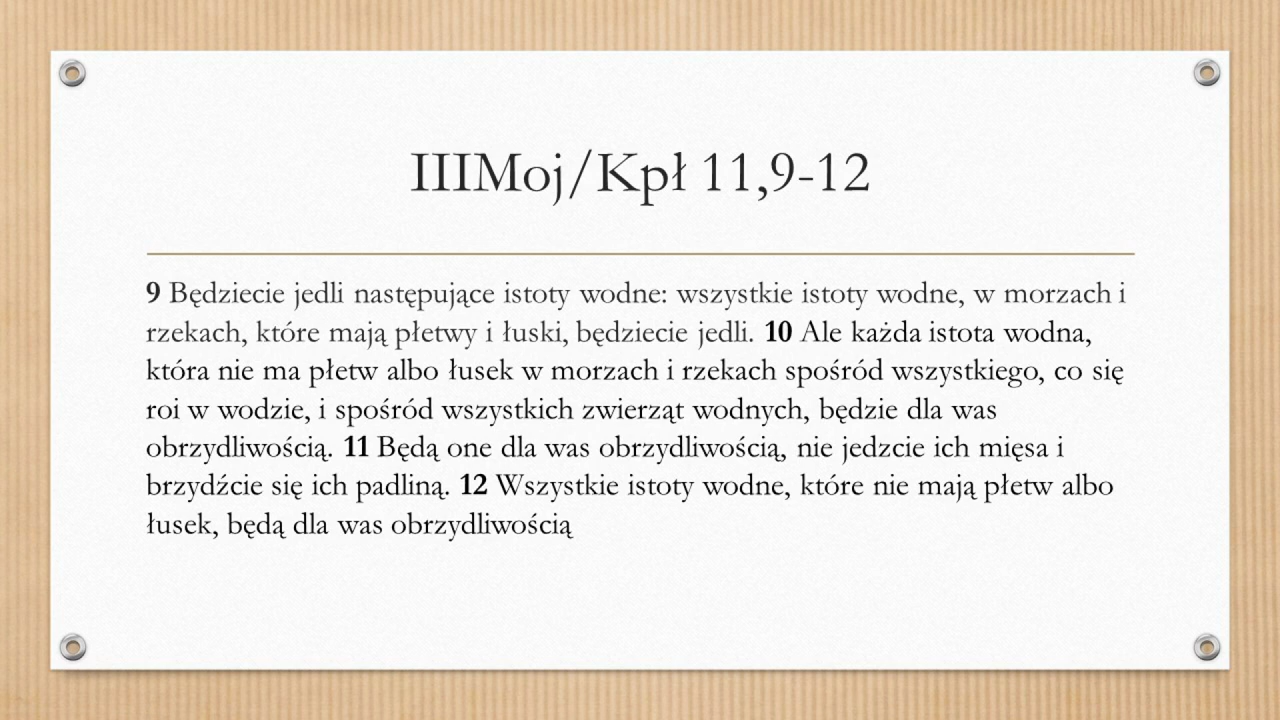 IIIMoj/Kpł 11,9-12
9 Będziecie jedli następujące istoty wodne: wszystkie istoty wodne, w morzach i
rzekach, które mają płetwy i łuski, będziecie jedli. 10 Ale każda istota wodna,
która nie ma płetw albo łusek w morzach i rzekach spośród wszystkiego, co się
roi w wodzie, i spośród wszystkich zwierząt wodnych, będzie dla was
obrzydliwością. 11 Będą one dla was obrzydliwością, nie jedzcie ich mięsa i
brzydźcie się ich padliną. 12 Wszystkie istoty wodne, które nie mają płetw albo
łusek, będą dla was obrzydliwością